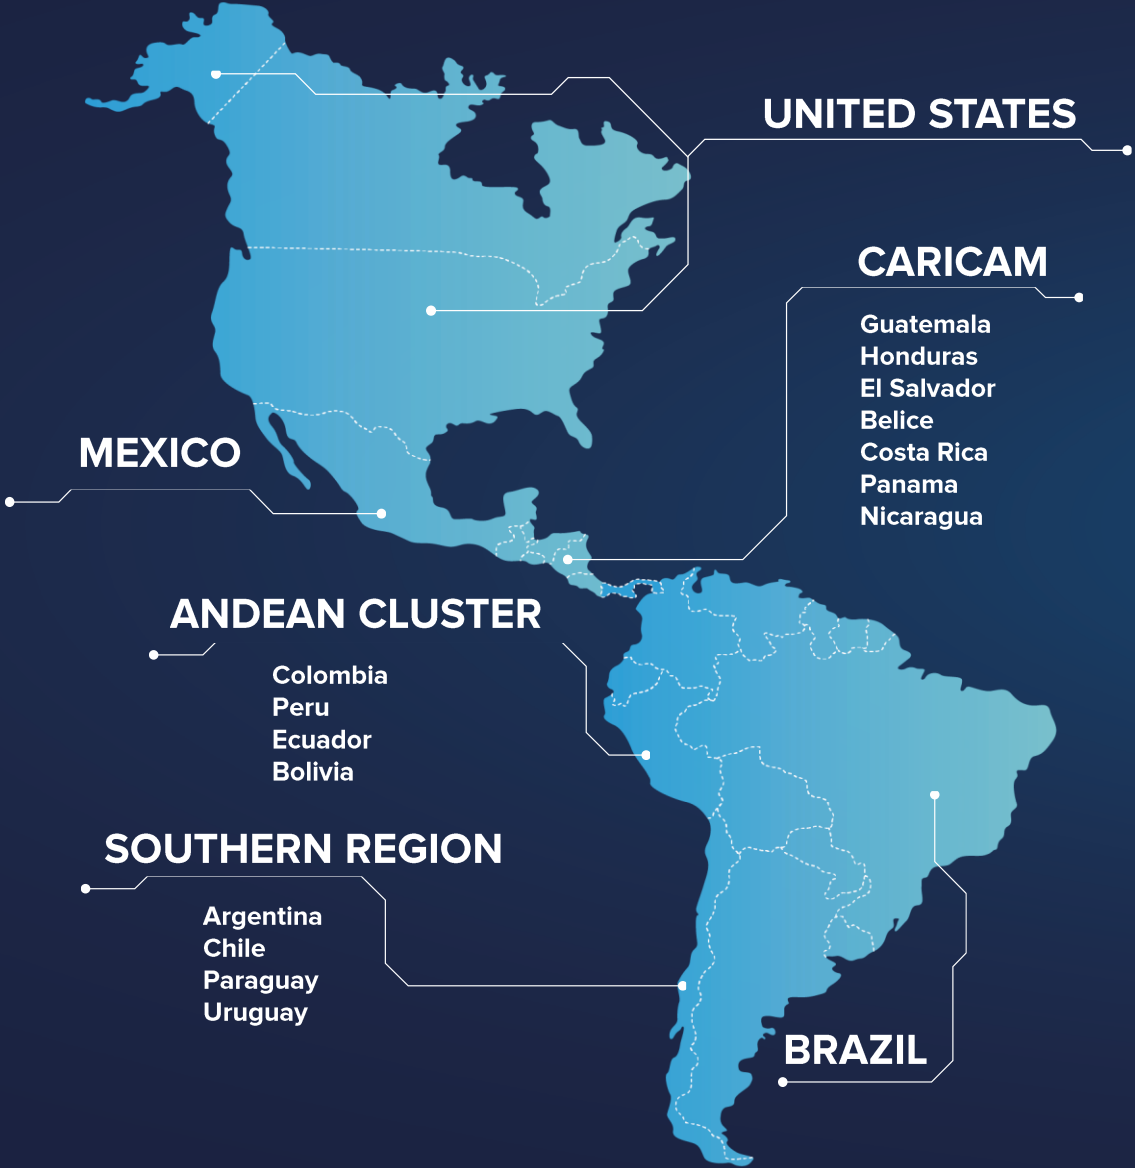 UNITED STATES
CARICAM
Guatemala
Honduras
El Salvador
Belice
Costa Rica
Panama
Nicaragua
MEXICO
ANDEAN CLUSTER
Colombia
Peru
Ecuador
Bolivia
SOUTHERN REGION
Argentina
Chile
Paraguay
Uruguay
BRAZIL